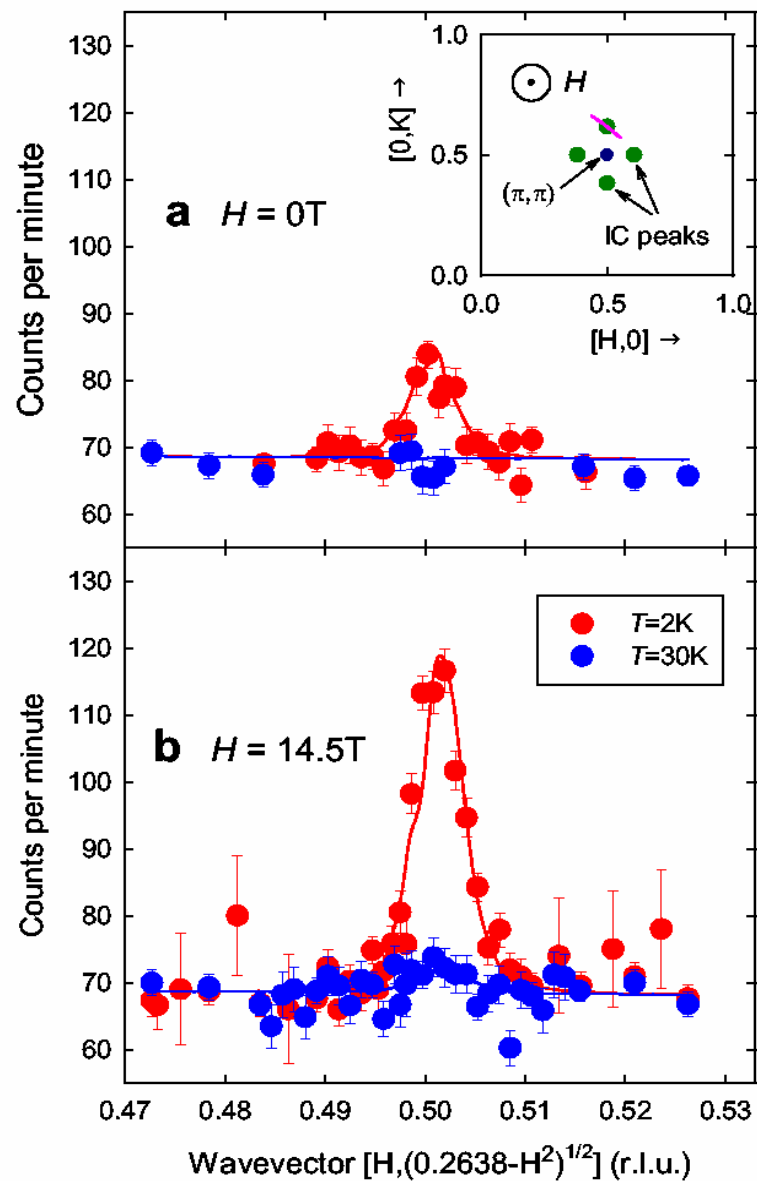 130
120
110
100
90
80
70
60
Counts per minute
a H = 0T
1.0
0.5
0.0
[0,K] →
H
(π,π)
IC peaks
0.0 0.5 1.0
[H,0] →
130
120
110
100
90
80
70
60
Counts per minute
T=2K
T=30K
b H = 14.5T
0.47 0.48 0.49 0.50 0.51 0.52 0.53
Wavevector [H,(0.2638-H²)^1/2] (r.l.u.)